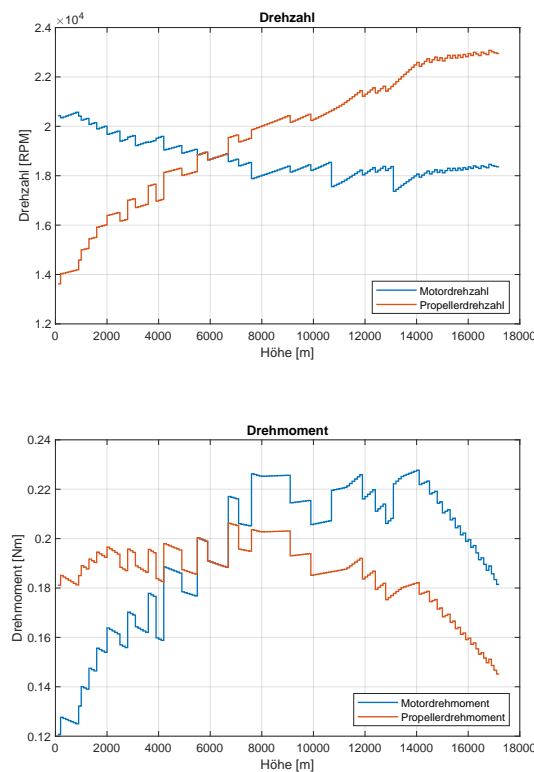 Drehzahl
×10⁴
2.4
2.2
2
1.8
1.6
1.4
1.2
Drehzahl [RPM]
Motordrehzahl
Propellerdrehzahl
0 2000 4000 6000 8000 10000 12000 14000 16000 18000
Höhe [m]
Drehmoment
0.24
0.22
0.2
0.18
0.16
0.14
0.12
Drehmoment [Nm]
Motordrehmoment
Propellerdrehmoment
0 2000 4000 6000 8000 10000 12000 14000 16000 18000
Höhe [m]